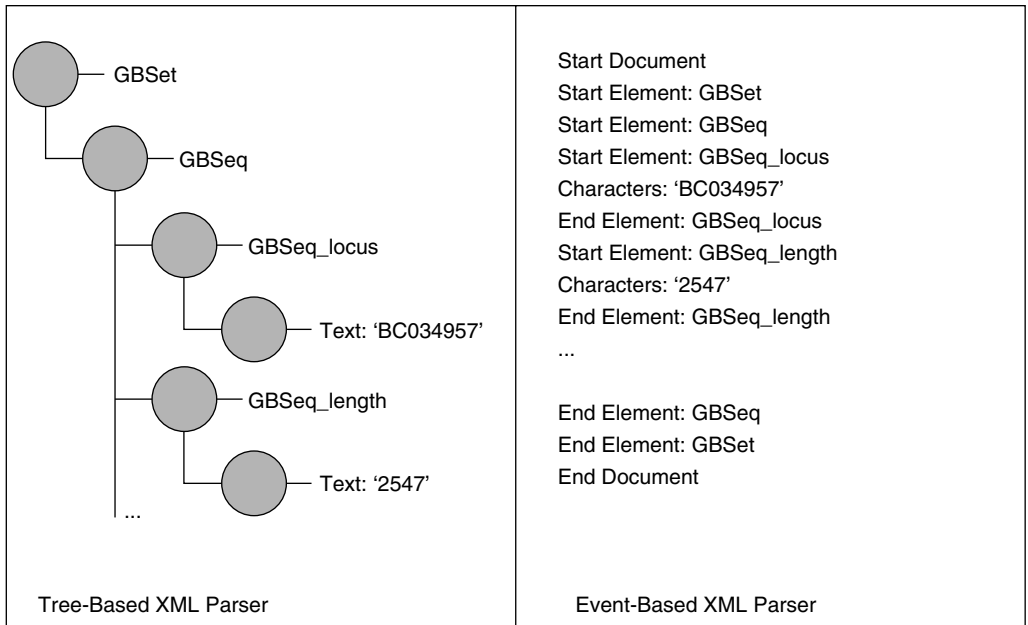 GBSet
GBSeq
GBSeq_locus
Text: ‘BC034957’
GBSeq_length
Text: ‘2547’
...
Tree-Based XML Parser
Start Document
Start Element: GBSet
Start Element: GBSeq
Start Element: GBSeq_locus
Characters: ‘BC034957’
End Element: GBSeq_locus
Start Element: GBSeq_length
Characters: ‘2547’
End Element: GBSeq_length
...
End Element: GBSeq
End Element: GBSet
End Document
Event-Based XML Parser